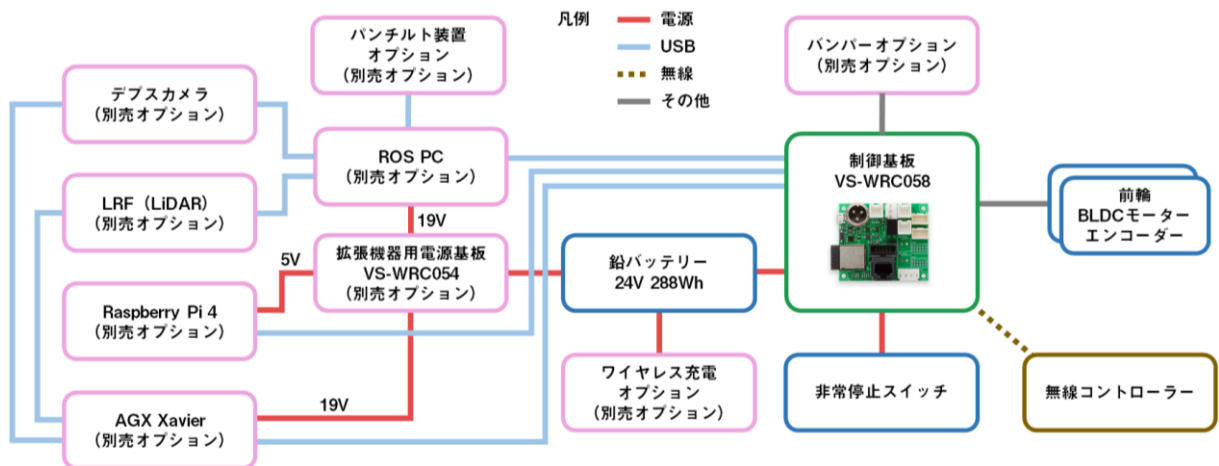 凡例
電源
USB
無線
その他
パンチルト装置
オプション
（別売オプション）
バンパーオプション
（別売オプション）
デプスカメラ
（別売オプション）
ROS PC
（別売オプション）
制御基板
VS-WRC058
LRF（LiDAR）
（別売オプション）
前輪
BLDCモーター
エンコーダー
19V
拡張機器用電源基板
VS-WRC054
（別売オプション）
5V
鉛バッテリー
24V 288Wh
Raspberry Pi 4
（別売オプション）
ワイヤレス充電
オプション
（別売オプション）
非常停止スイッチ
無線コントローラー
19V
AGX Xavier
（別売オプション）